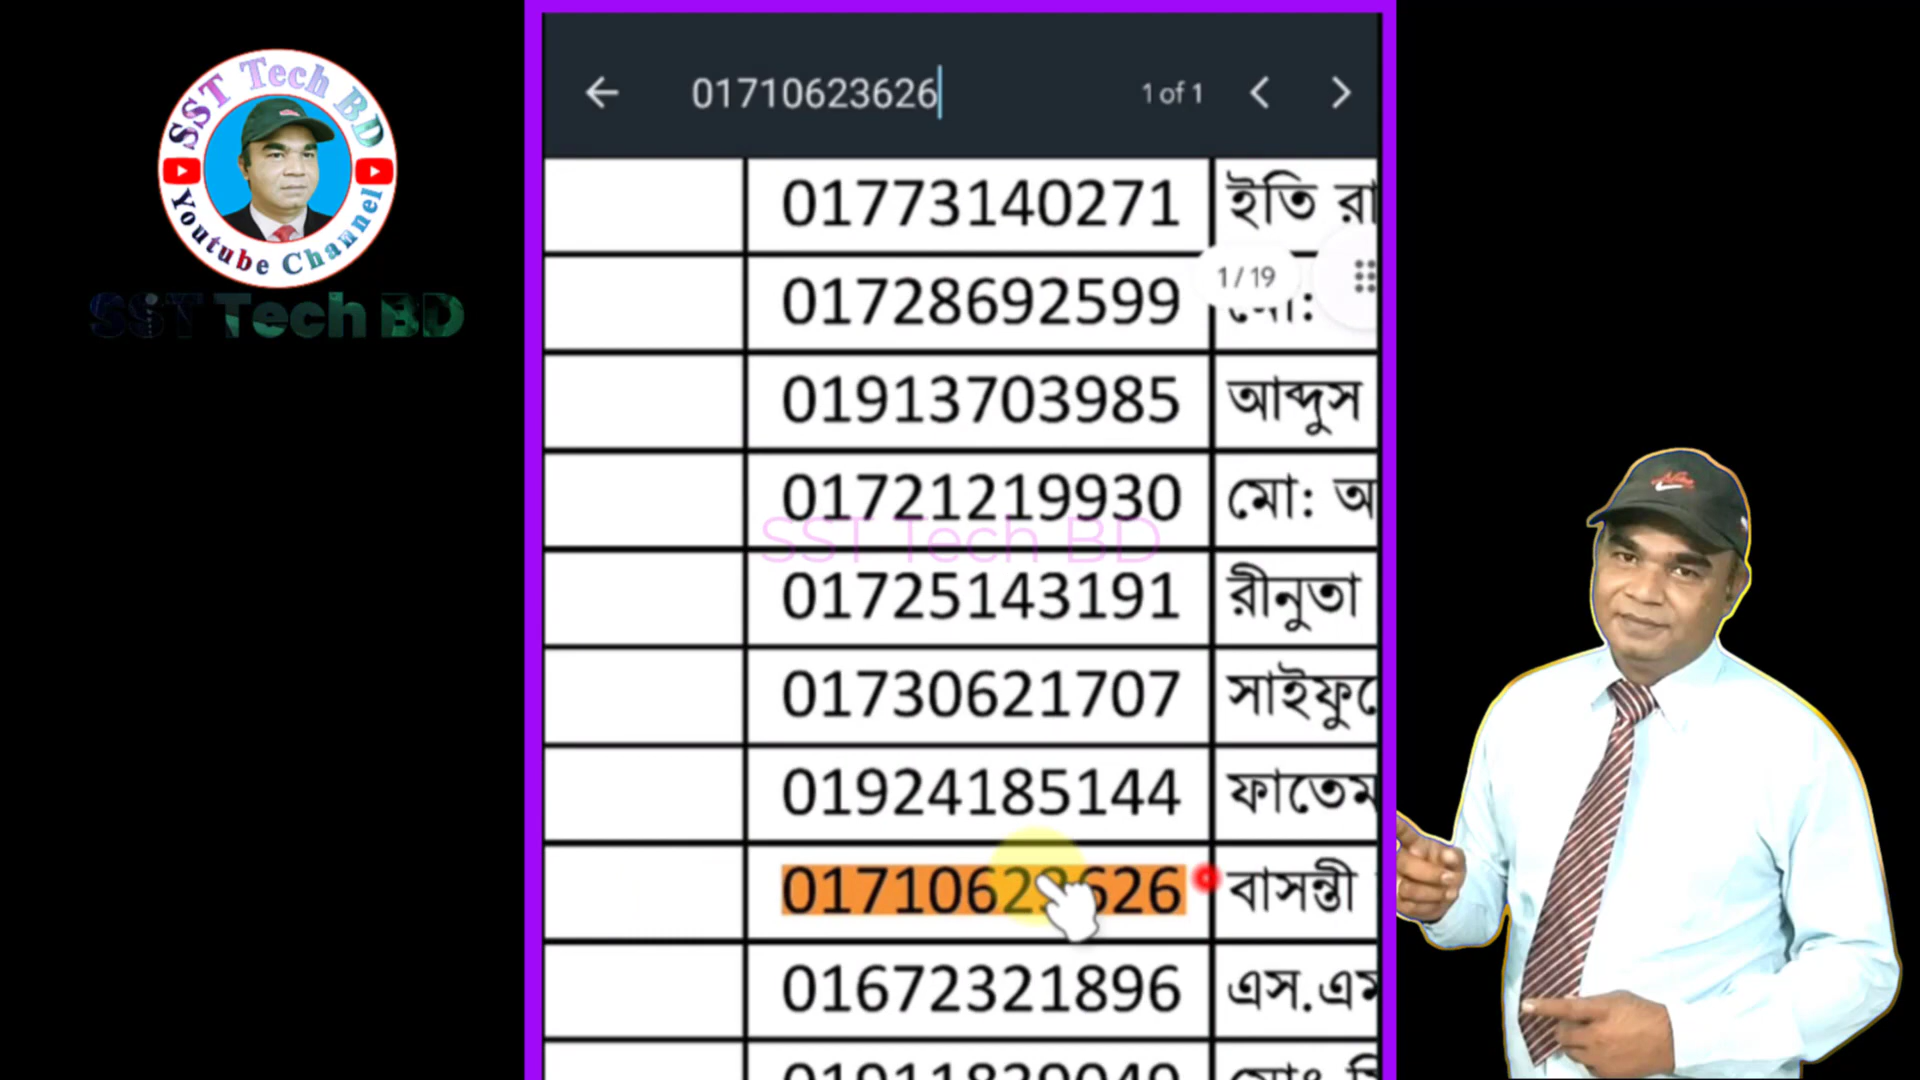 SST Tech BD
Youtube Channel
SST Tech BD
01710623626
1 of 1
01773140271 ইতি রা
1 / 19
01728692599 মো:
01913703985 আব্দুস
01721219930 মো: অ
SST Tech BD
01725143191 রীনুতা
01730621707 সাইফু
01924185144 ফাতেম
01710623626 বাসন্তী
01672321896 এস.এম